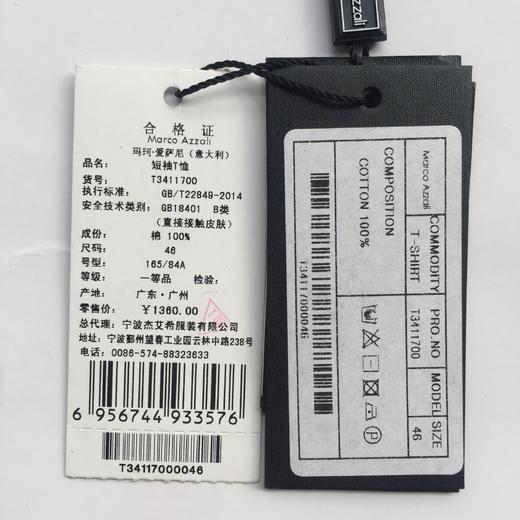 合格证
Marco Azzali
玛珂·爱萨尼（意大利）
品名： 短袖T恤
货号： T3411700
执行标准： GB/T22849-2014
安全技术类别： GB18401 B类
（直接接触皮肤）
成份： 棉 100%
尺码： 46
号型： 165/84A
等级： 一等品 检验：
产地： 广东·广州
零售价： ¥1360.00
总代理：宁波杰艾希服装有限公司
地址：宁波鄞州望春工业园云林中路238号
电话：0086-574-88323633
6 956744 933576
T34117000046
zzali
Marco Azzali
COMMODITY PRO.NO MODEL SIZE
T-SHIRT T3411700 46
COMPOSITION
COTTON 100%
T34117000046